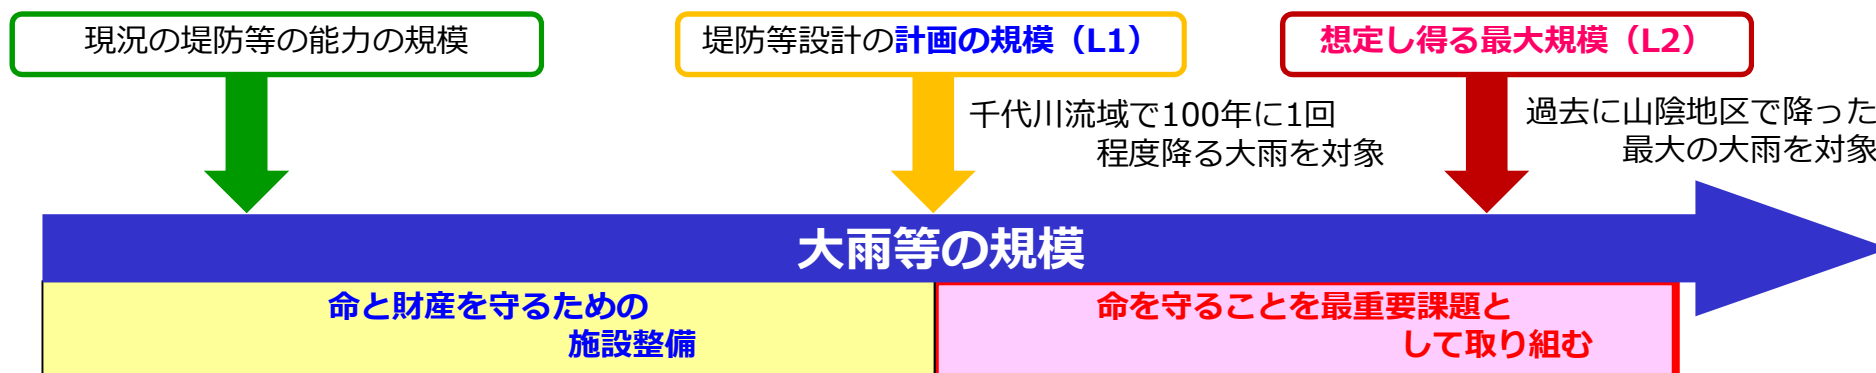 現況の堤防等の能力の規模
堤防等設計の計画の規模（L1）
想定し得る最大規模（L2）
千代川流域で100年に1回
程度降る大雨を対象
過去に山陰地区で降った
最大の大雨を対象
大雨等の規模
命と財産を守るための
施設整備
命を守ることを最重要課題と
して取り組む